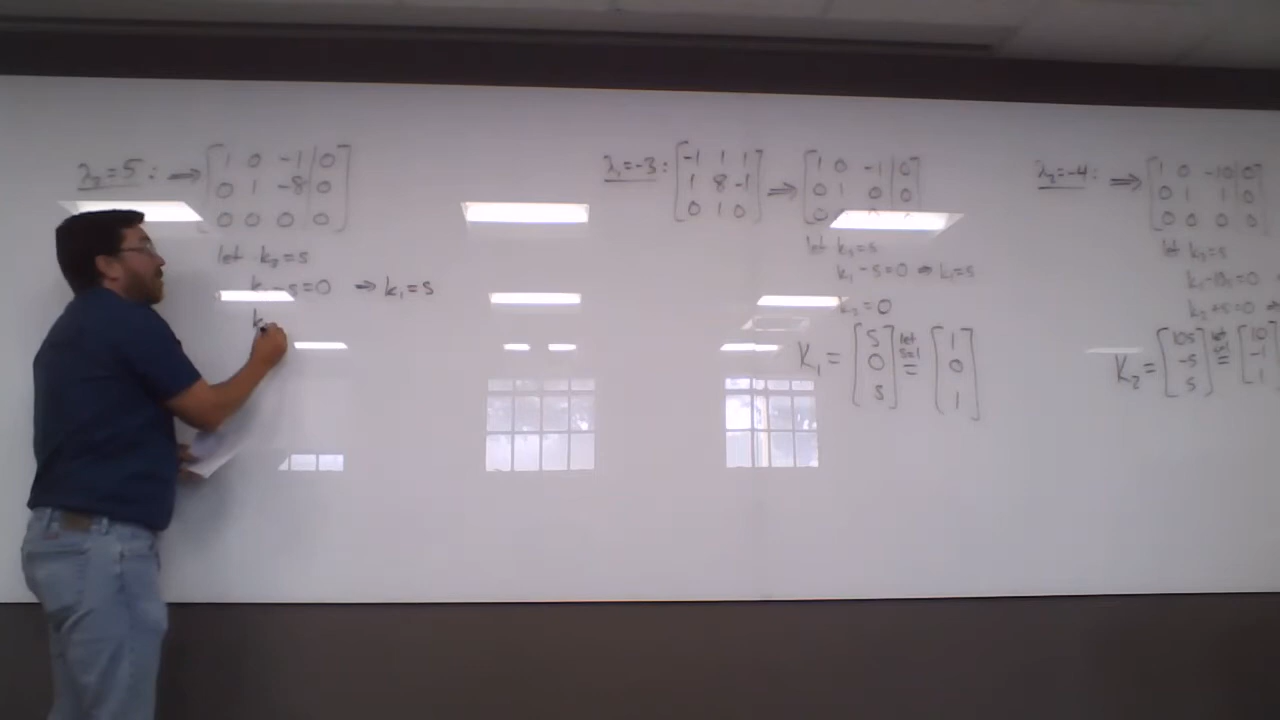 λ₃ = 5 : ⇒ [1 0 -1 | 0]
[0 1 -8 | 0]
[0 0 0 | 0]
let k₃ = s
k₁ - s = 0 ⇒ k₁ = s
k
λ₁ = -3 : [-1 1 1] ⇒ [1 0 -1 | 0]
[1 8 -1] [0 1 0 | 0]
[0 1 0] [0
let k₃ = s
k₁ - s = 0 ⇒ k₁ = s
k₂ = 0
K₁ = [s 0 s] let s=1 = [1 0 1]
λ₂ = -4 : ⇒ [1 0 -10 | 0]
[0 1 1 | 0]
[0 0 0 | 0]
let k₃ = s
k₁ - 10s = 0
k₂ + s = 0 ⇒
K₂ = [10s -s s] let s=1 = [10 -1 1]